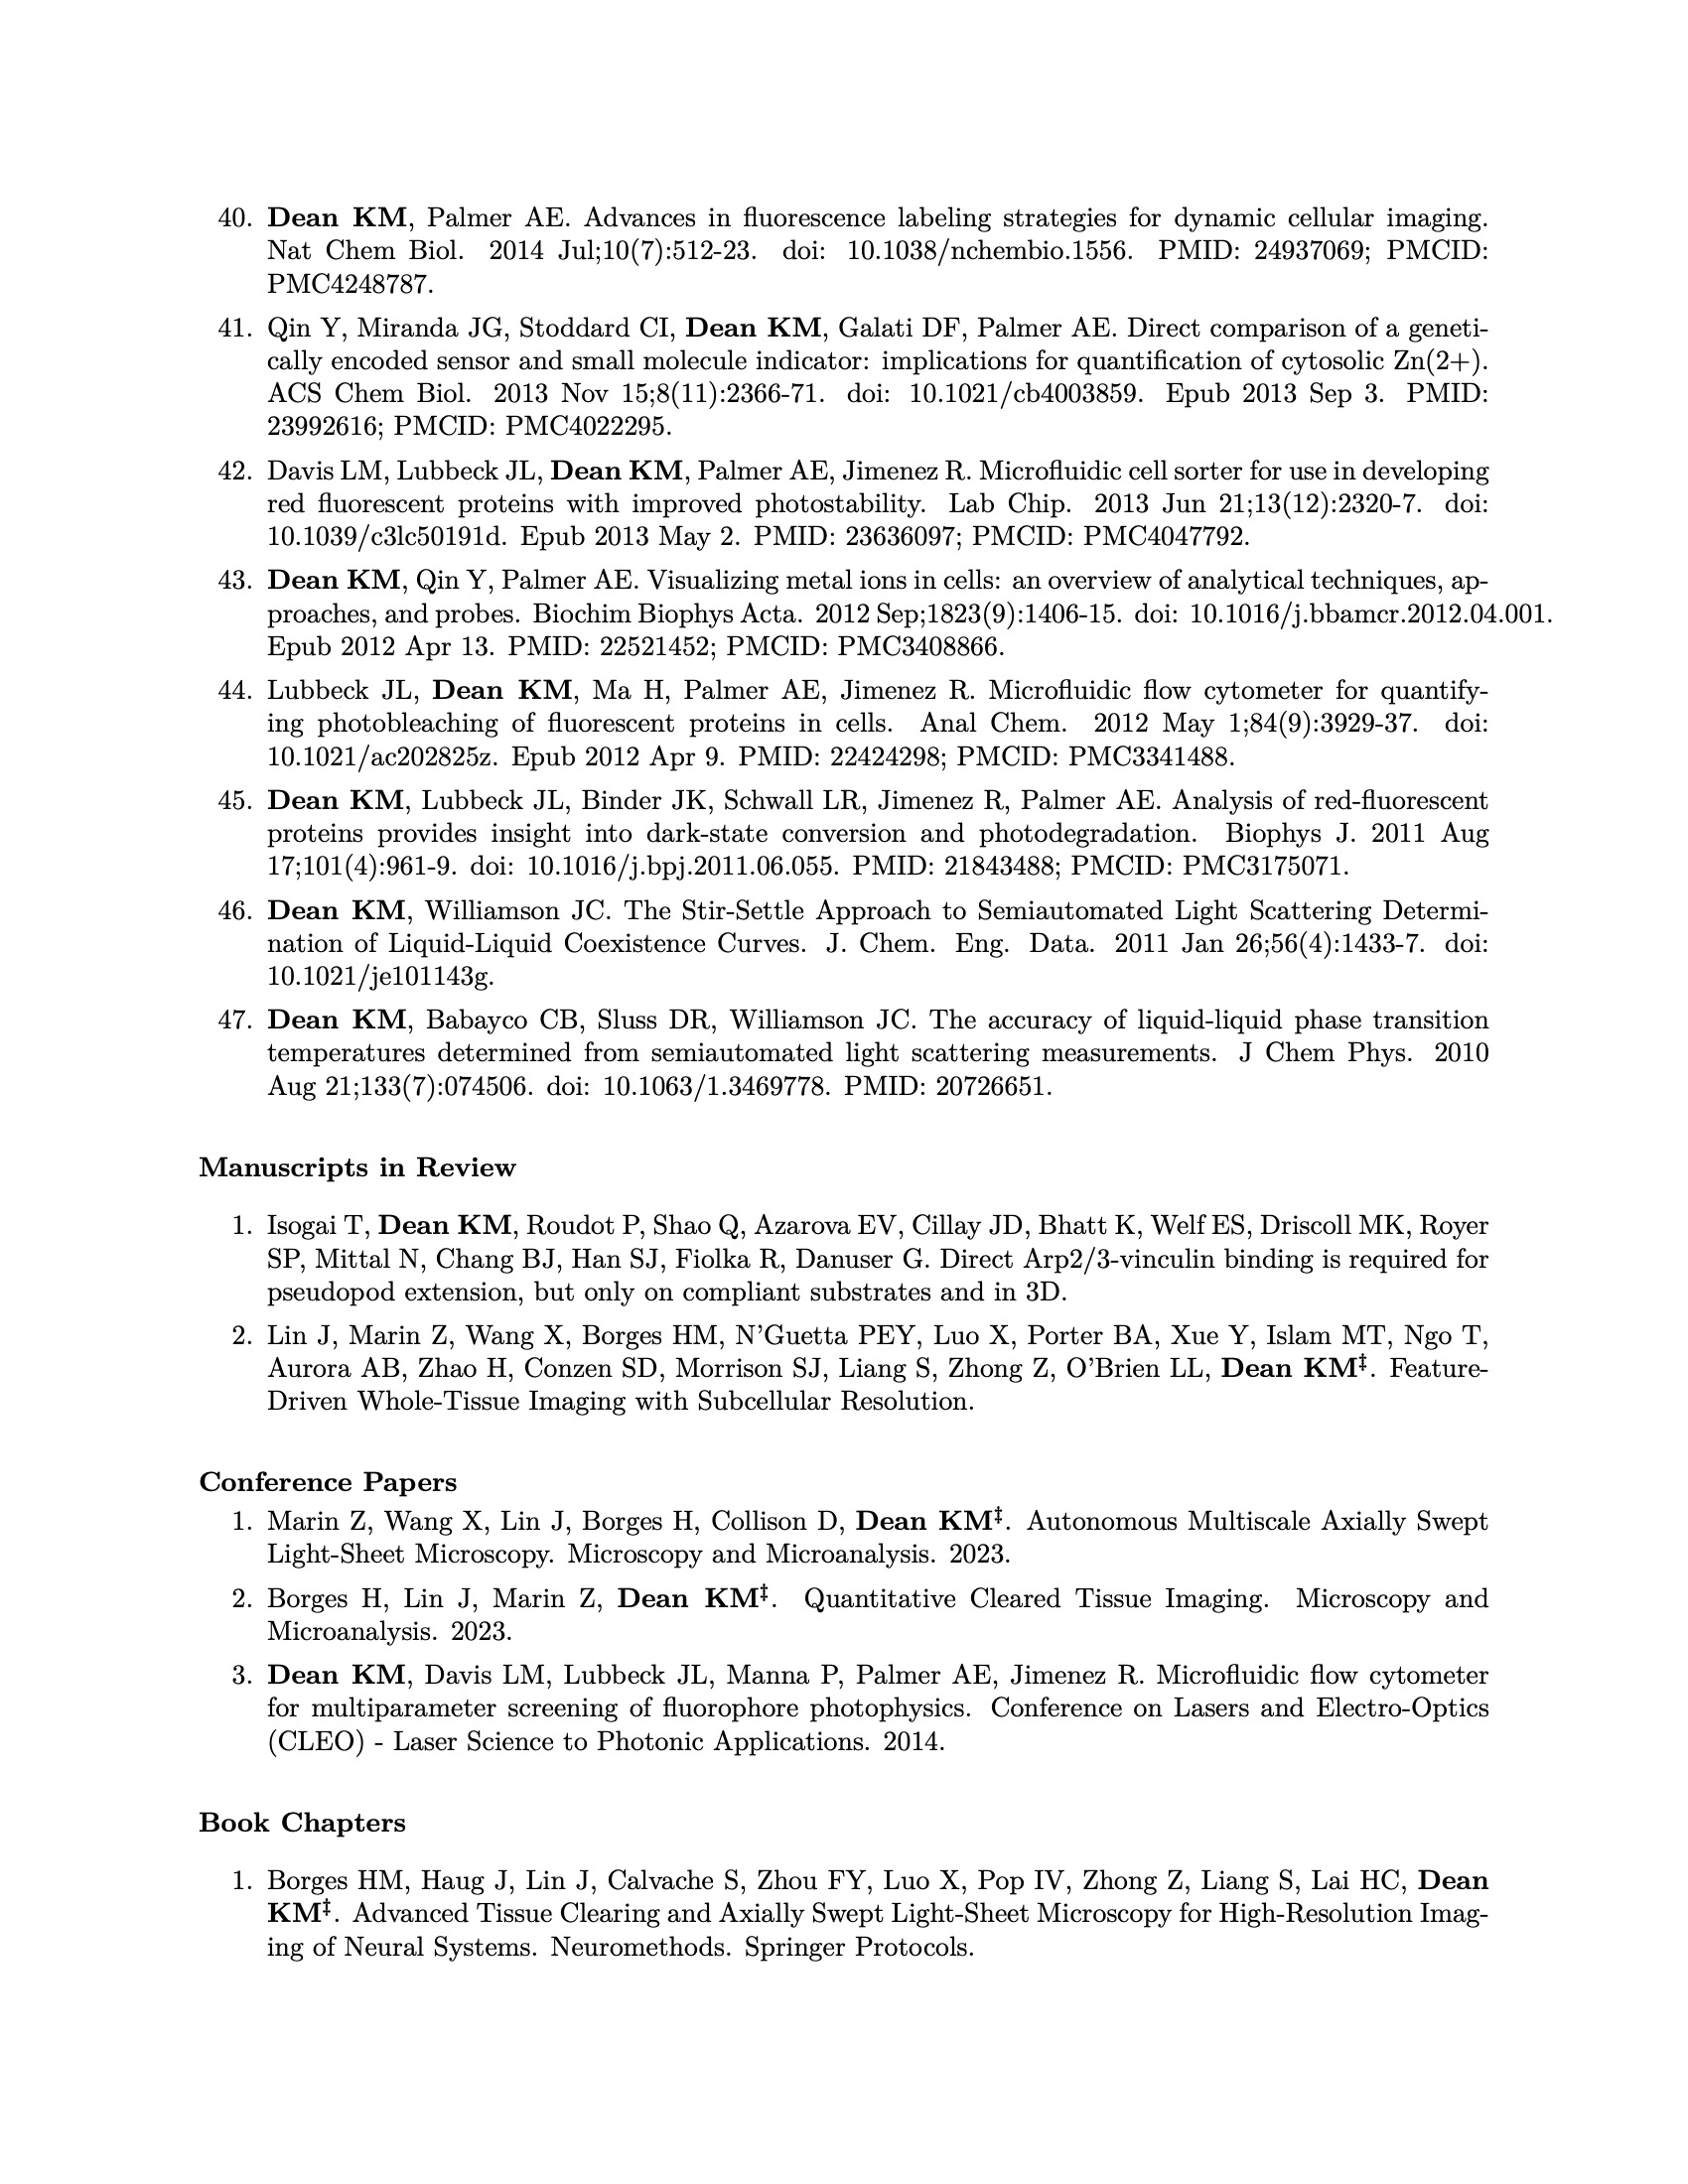 40. Dean KM, Palmer AE. Advances in fluorescence labeling strategies for dynamic cellular imaging.
Nat Chem Biol. 2014 Jul;10(7):512-23. doi: 10.1038/nchembio.1556. PMID: 24937069; PMCID:
PMC4248787.
41. Qin Y, Miranda JG, Stoddard CI, Dean KM, Galati DF, Palmer AE. Direct comparison of a geneti-
cally encoded sensor and small molecule indicator: implications for quantification of cytosolic Zn(2+).
ACS Chem Biol. 2013 Nov 15;8(11):2366-71. doi: 10.1021/cb4003859. Epub 2013 Sep 3. PMID:
23992616; PMCID: PMC4022295.
42. Davis LM, Lubbeck JL, Dean KM, Palmer AE, Jimenez R. Microfluidic cell sorter for use in developing
red fluorescent proteins with improved photostability. Lab Chip. 2013 Jun 21;13(12):2320-7. doi:
10.1039/c3lc50191d. Epub 2013 May 2. PMID: 23636097; PMCID: PMC4047792.
43. Dean KM, Qin Y, Palmer AE. Visualizing metal ions in cells: an overview of analytical techniques, ap-
proaches, and probes. Biochim Biophys Acta. 2012 Sep;1823(9):1406-15. doi: 10.1016/j.bbamcr.2012.04.001.
Epub 2012 Apr 13. PMID: 22521452; PMCID: PMC3408866.
44. Lubbeck JL, Dean KM, Ma H, Palmer AE, Jimenez R. Microfluidic flow cytometer for quantify-
ing photobleaching of fluorescent proteins in cells. Anal Chem. 2012 May 1;84(9):3929-37. doi:
10.1021/ac202825z. Epub 2012 Apr 9. PMID: 22424298; PMCID: PMC3341488.
45. Dean KM, Lubbeck JL, Binder JK, Schwall LR, Jimenez R, Palmer AE. Analysis of red-fluorescent
proteins provides insight into dark-state conversion and photodegradation. Biophys J. 2011 Aug
17;101(4):961-9. doi: 10.1016/j.bpj.2011.06.055. PMID: 21843488; PMCID: PMC3175071.
46. Dean KM, Williamson JC. The Stir-Settle Approach to Semiautomated Light Scattering Determi-
nation of Liquid-Liquid Coexistence Curves. J. Chem. Eng. Data. 2011 Jan 26;56(4):1433-7. doi:
10.1021/je101143g.
47. Dean KM, Babayco CB, Sluss DR, Williamson JC. The accuracy of liquid-liquid phase transition
temperatures determined from semiautomated light scattering measurements. J Chem Phys. 2010
Aug 21;133(7):074506. doi: 10.1063/1.3469778. PMID: 20726651.
Manuscripts in Review
1. Isogai T, Dean KM, Roudot P, Shao Q, Azarova EV, Cillay JD, Bhatt K, Welf ES, Driscoll MK, Royer
SP, Mittal N, Chang BJ, Han SJ, Fiolka R, Danuser G. Direct Arp2/3-vinculin binding is required for
pseudopod extension, but only on compliant substrates and in 3D.
2. Lin J, Marin Z, Wang X, Borges HM, N'Guetta PEY, Luo X, Porter BA, Xue Y, Islam MT, Ngo T,
Aurora AB, Zhao H, Conzen SD, Morrison SJ, Liang S, Zhong Z, O'Brien LL, Dean KM‡. Feature-
Driven Whole-Tissue Imaging with Subcellular Resolution.
Conference Papers
1. Marin Z, Wang X, Lin J, Borges H, Collison D, Dean KM‡. Autonomous Multiscale Axially Swept
Light-Sheet Microscopy. Microscopy and Microanalysis. 2023.
2. Borges H, Lin J, Marin Z, Dean KM‡. Quantitative Cleared Tissue Imaging. Microscopy and
Microanalysis. 2023.
3. Dean KM, Davis LM, Lubbeck JL, Manna P, Palmer AE, Jimenez R. Microfluidic flow cytometer
for multiparameter screening of fluorophore photophysics. Conference on Lasers and Electro-Optics
(CLEO) - Laser Science to Photonic Applications. 2014.
Book Chapters
1. Borges HM, Haug J, Lin J, Calvache S, Zhou FY, Luo X, Pop IV, Zhong Z, Liang S, Lai HC, Dean
KM‡. Advanced Tissue Clearing and Axially Swept Light-Sheet Microscopy for High-Resolution Imag-
ing of Neural Systems. Neuromethods. Springer Protocols.